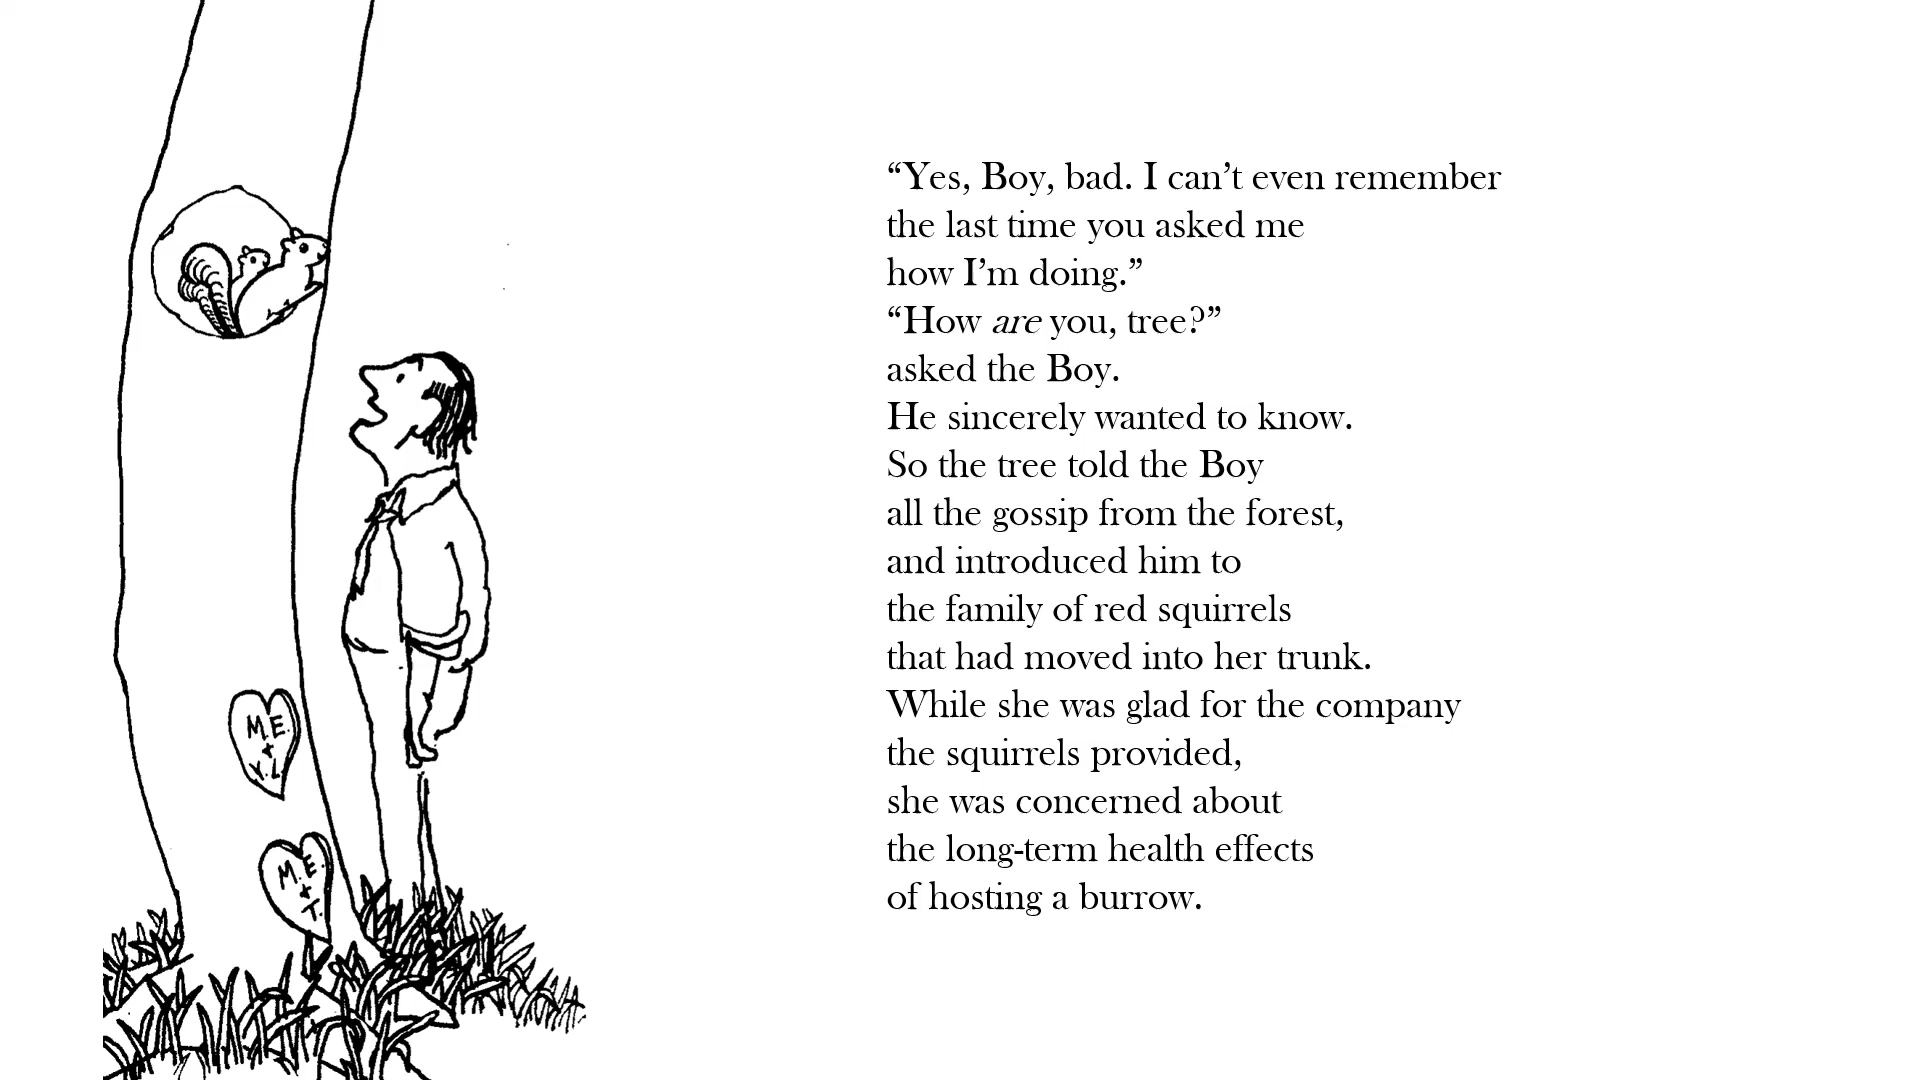 “Yes, Boy, bad. I can’t even remember
the last time you asked me
how I’m doing.”
“How are you, tree?”
asked the Boy.
He sincerely wanted to know.
So the tree told the Boy
all the gossip from the forest,
and introduced him to
the family of red squirrels
that had moved into her trunk.
While she was glad for the company
the squirrels provided,
she was concerned about
the long-term health effects
of hosting a burrow.
M.E.
+
Y.L.
M.E.
+
T.